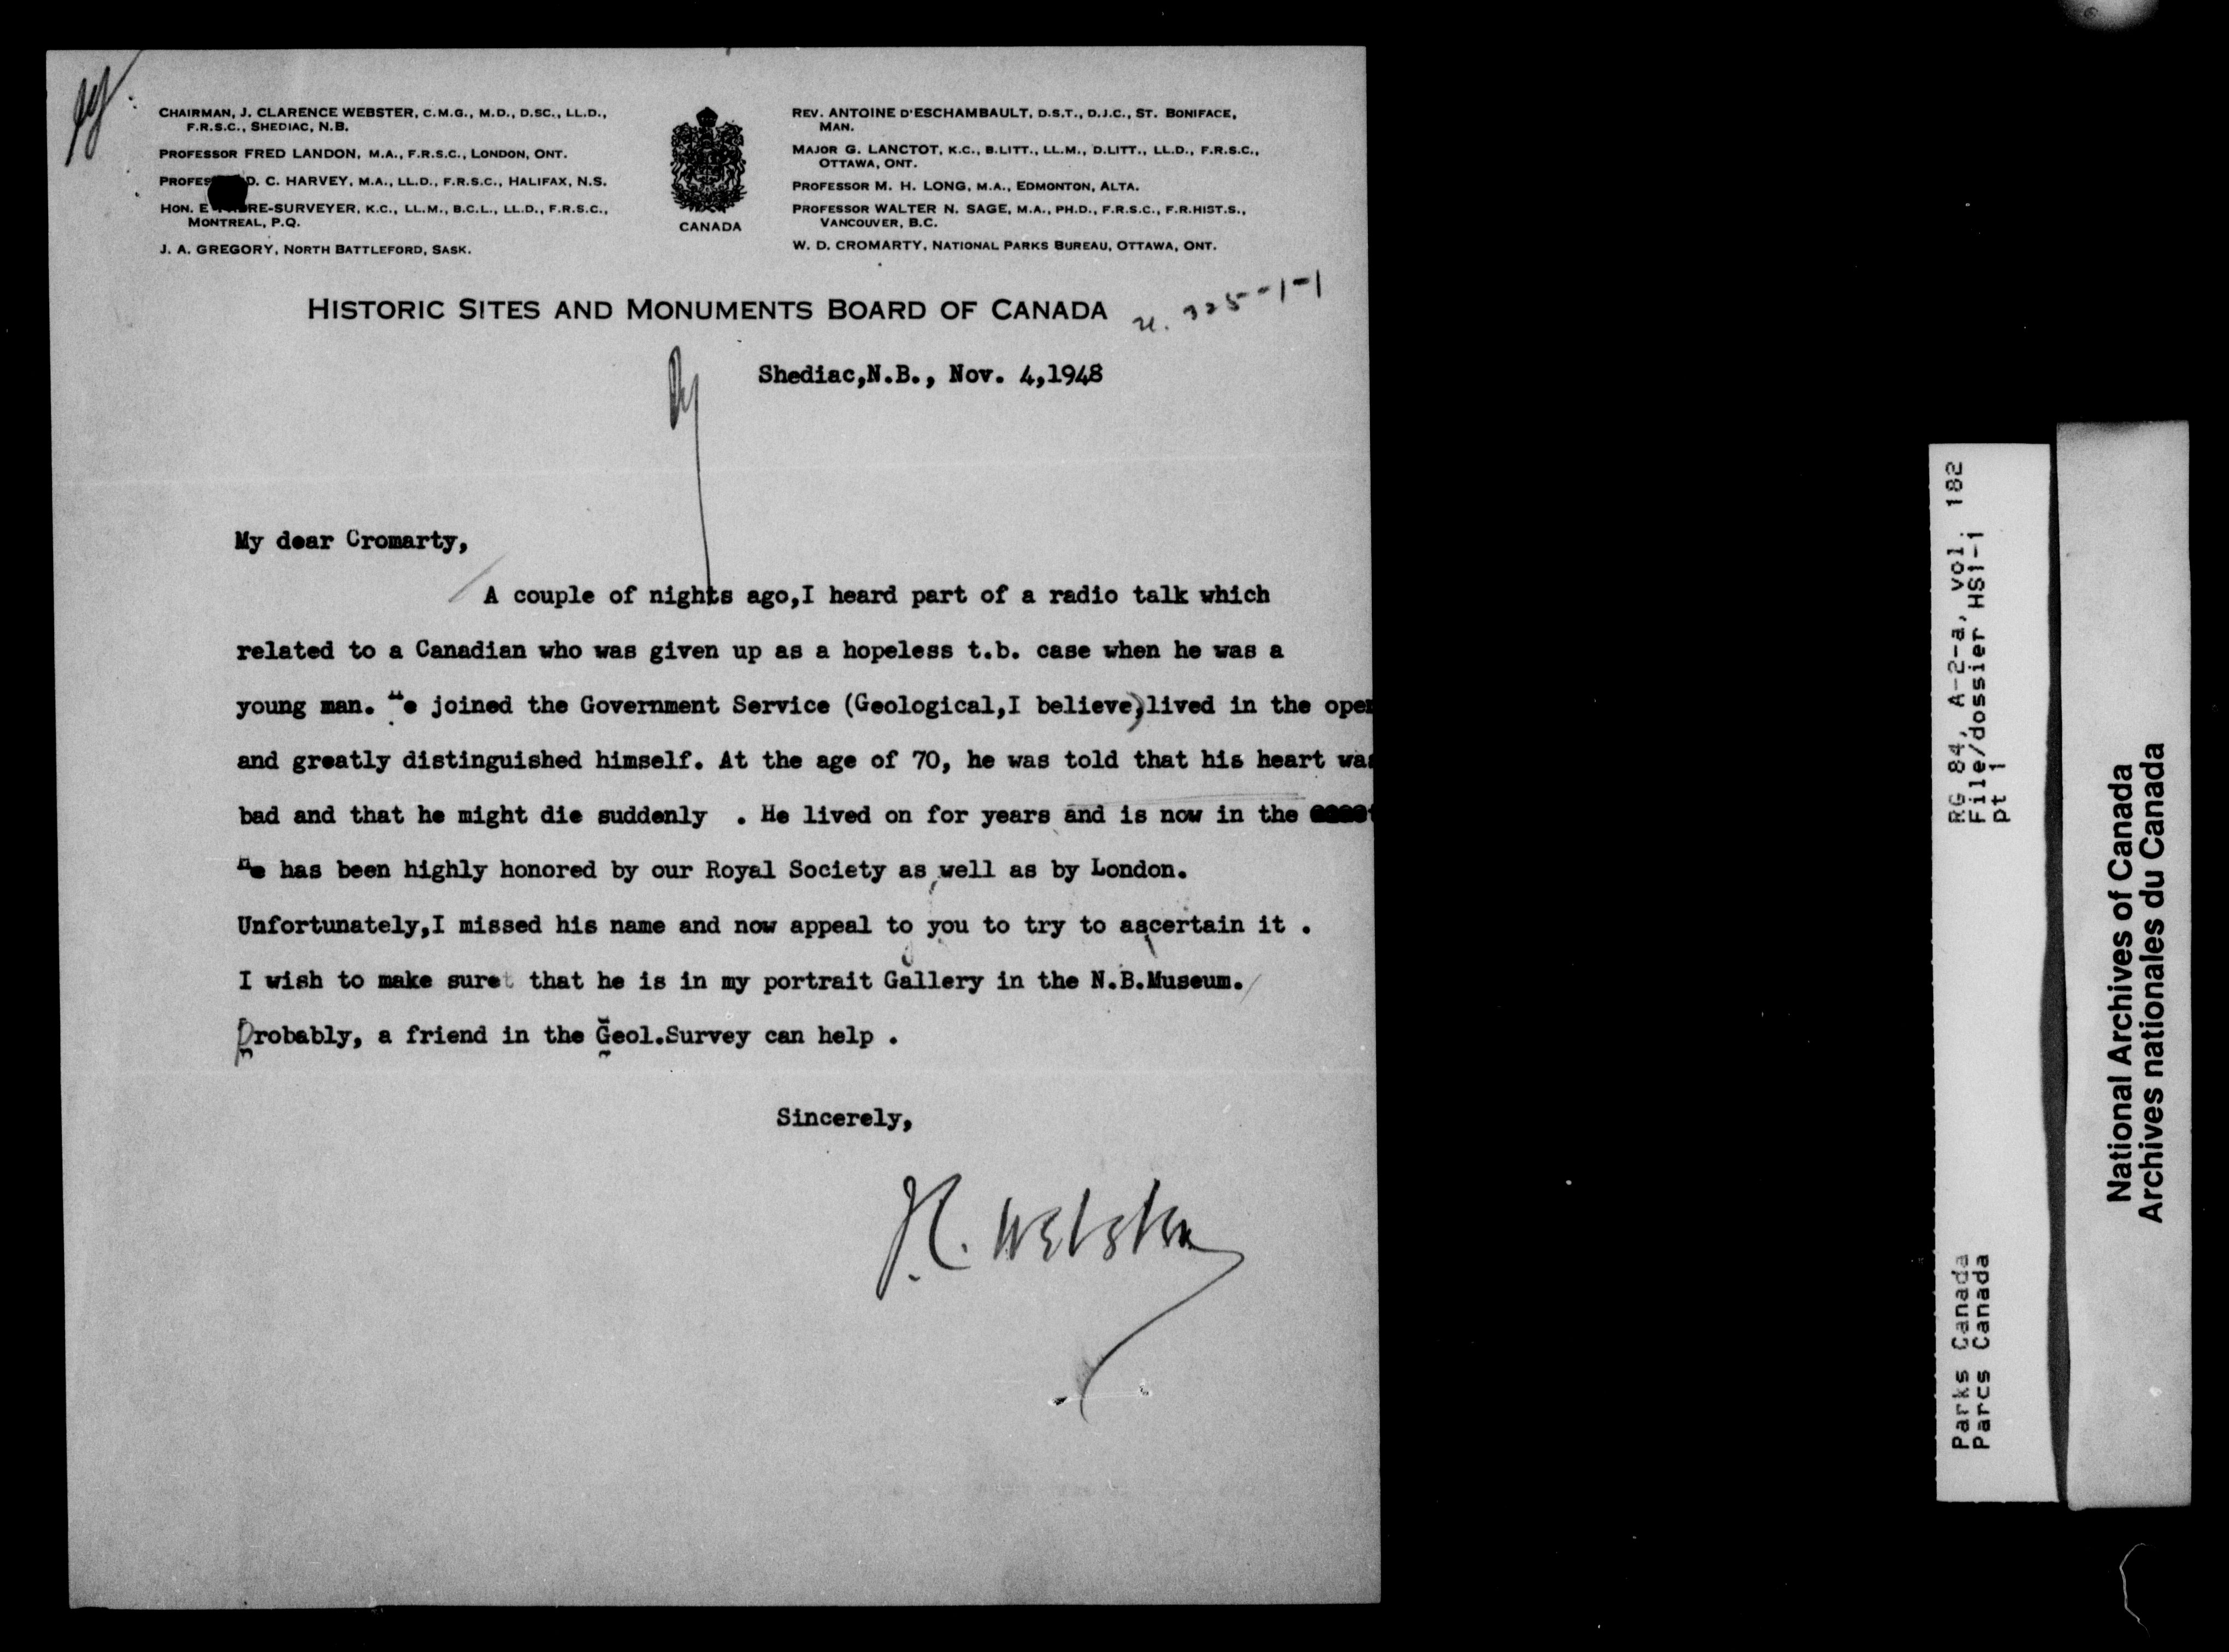 CHAIRMAN, J. CLARENCE WEBSTER, C.M.G., M.D., D.SC., LL.D.,
F.R.S.C., SHEDIAC, N.B.
PROFESSOR FRED LANDON, M.A., F.R.S.C., LONDON, ONT.
D. C. HARVEY, M.A., LL.D., F.R.S.C., HALIFAX, N.S.
HON. E RE-SURVEYER, K.C., LL.M., B.C.L., LL.D., F.R.S.C.,
MONTREAL, P.Q.
J. A. GREGORY, NORTH BATTLEFORD, SASK.
CANADA
REV. ANTOINE D'ESCHAMBAULT, D.S.T., D.J.C., ST. BONIFACE,
MAN.
MAJOR G. LANCTOT, K.C., B.LITT., LL.M., D.LITT., LL.D., F.R.S.C.,
OTTAWA, ONT.
PROFESSOR M. H. LONG, M.A., EDMONTON, ALTA.
PROFESSOR WALTER N. SAGE, M.A., PH.D., F.R.S.C., F.R.HIST.S.,
VANCOUVER, B.C.
W. D. CROMARTY, NATIONAL PARKS BUREAU, OTTAWA, ONT.
HISTORIC SITES AND MONUMENTS BOARD OF CANADA
325-1-1
Shediac,N.B., Nov. 4,1948
My dear Cromarty,
A couple of nights ago,I heard part of a radio talk which
related to a Canadian who was given up as a hopeless t.b. case when he was a
young man. He joined the Government Service (Geological,I believe)lived in the open
and greatly distinguished himself. At the age of 70, he was told that his heart was
bad and that he might die suddenly . He lived on for years and is now in the
He has been highly honored by our Royal Society as well as by London.
Unfortunately,I missed his name and now appeal to you to try to ascertain it .
I wish to make sure that he is in my portrait Gallery in the N.B.Museum.
Probably, a friend in the Geol.Survey can help .
Sincerely,
J.C. Webster
RG 84, A-2-a, vol. 182
File/dossier HS1-1
pt 1
Parks Canada
Parcs Canada
National Archives of Canada
Archives nationales du Canada